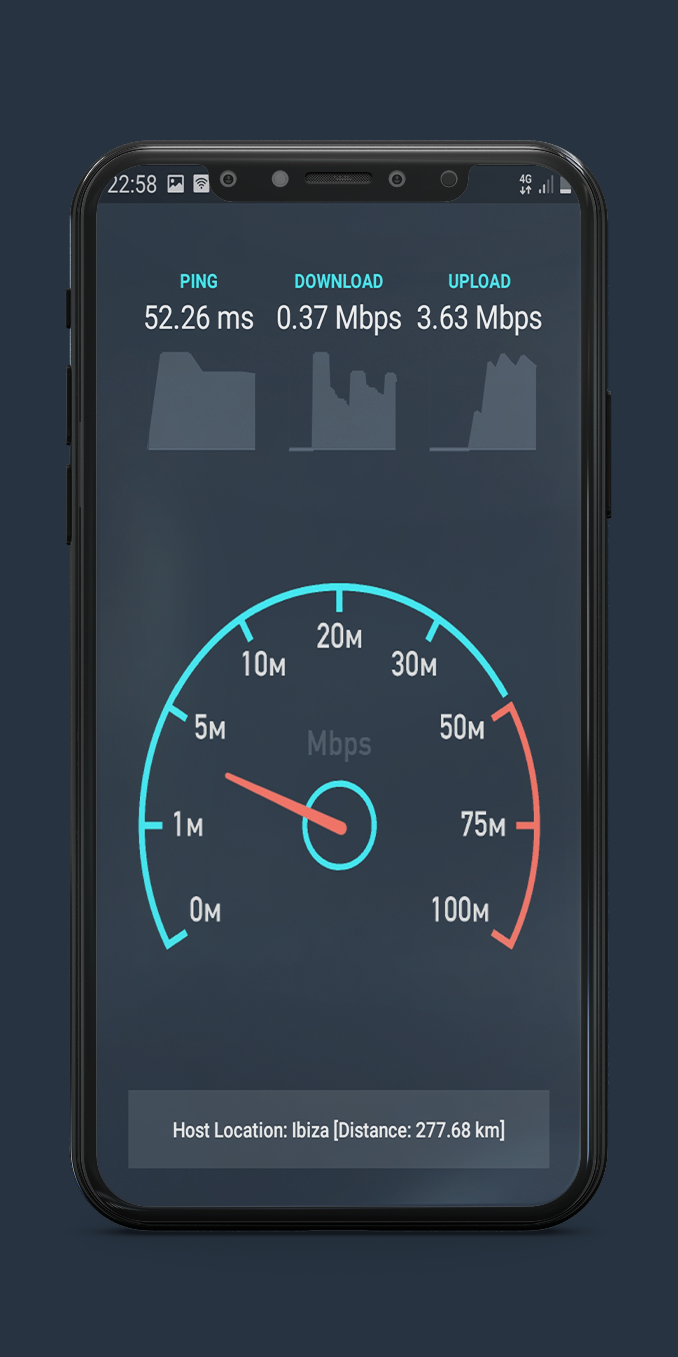 22:58 4G
PING DOWNLOAD UPLOAD
52.26 ms 0.37 Mbps 3.63 Mbps
20M
10M 30M
5M 50M
Mbps
1M 75M
0M 100M
Host Location: Ibiza [Distance: 277.68 km]